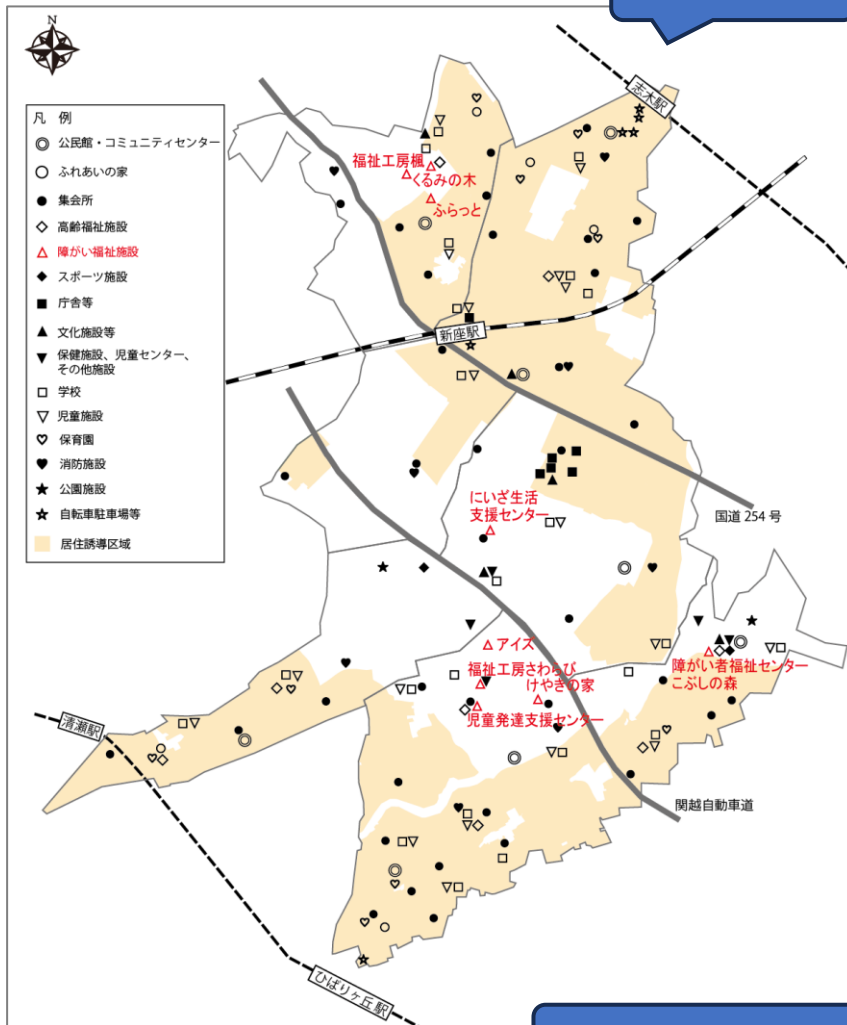 N
志木駅
凡 例
公民館・コミュニティセンター
ふれあいの家
集会所
高齢福祉施設
障がい福祉施設
スポーツ施設
庁舎等
文化施設等
保健施設、児童センター、
その他施設
学校
児童施設
保育園
消防施設
公園施設
自転車駐車場等
居住誘導区域
福祉工房楓
くるみの木
ふらっと
新座駅
国道 254 号
にいざ生活
支援センター
アイズ
福祉工房さわらび
けやきの家
児童発達支援センター
障がい者福祉センター
こぶしの森
清瀬駅
関越自動車道
ひばりヶ丘駅